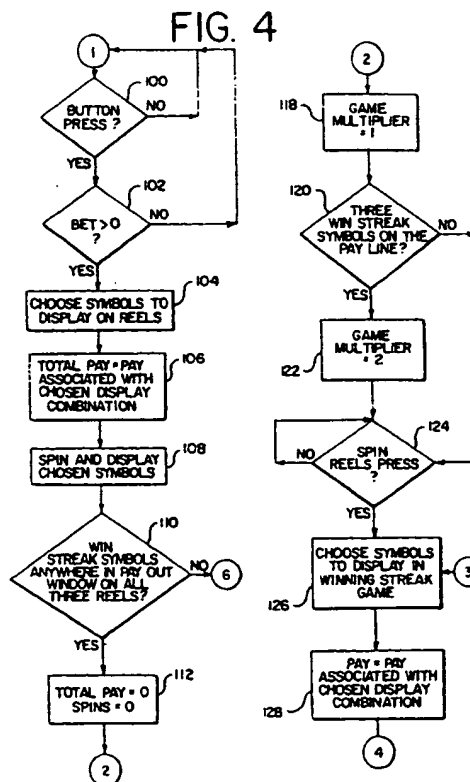 FIG. 4
1
100
BUTTON
PRESS ?
NO
YES
102
BET > 0
?
NO
YES
104
CHOOSE SYMBOLS TO
DISPLAY ON REELS
106
TOTAL PAY = PAY
ASSOCIATED WITH
CHOSEN DISPLAY
COMBINATION
108
SPIN AND DISPLAY
CHOSEN SYMBOLS
110
WIN
STREAK SYMBOLS
ANYWHERE IN PAY OUT
WINDOW ON ALL
THREE REELS?
NO
6
YES
112
TOTAL PAY = 0
SPINS = 0
2
2
118
GAME
MULTIPLIER
= 1
120
THREE
WIN STREAK
SYMBOLS ON THE
PAY LINE?
NO
YES
GAME
MULTIPLIER
= 2
122
124
SPIN
REELS PRESS
?
NO
YES
CHOOSE SYMBOLS
TO DISPLAY IN
WINNING STREAK
GAME
126
3
PAY = PAY
ASSOCIATED WITH
CHOSEN DISPLAY
COMBINATION
128
4